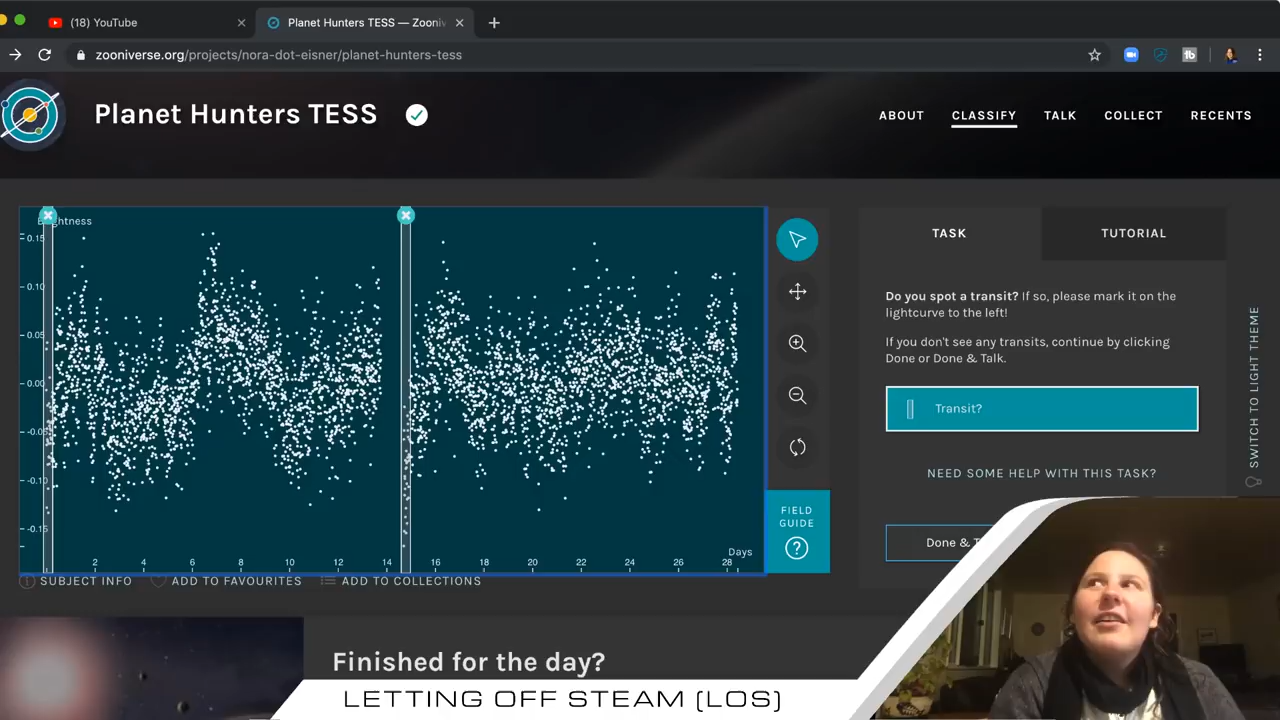 (18) YouTube
Planet Hunters TESS — Zooniv
zooniverse.org/projects/nora-dot-eisner/planet-hunters-tess
tb
Planet Hunters TESS
ABOUT CLASSIFY TALK COLLECT RECENTS
Brightness
0.15
0.10
0.05
0.00
-0.05
-0.10
-0.15
2 4 6 8 10 12 14 16 18 20 22 24 26 28
Days
FIELD
GUIDE
?
TASK
TUTORIAL
Do you spot a transit? If so, please mark it on the
lightcurve to the left!
If you don't see any transits, continue by clicking
Done or Done & Talk.
Transit?
NEED SOME HELP WITH THIS TASK?
Done & T
SWITCH TO LIGHT THEME
SUBJECT INFO ADD TO FAVOURITES ADD TO COLLECTIONS
Finished for the day?
LETTING OFF STEAM (LOS)